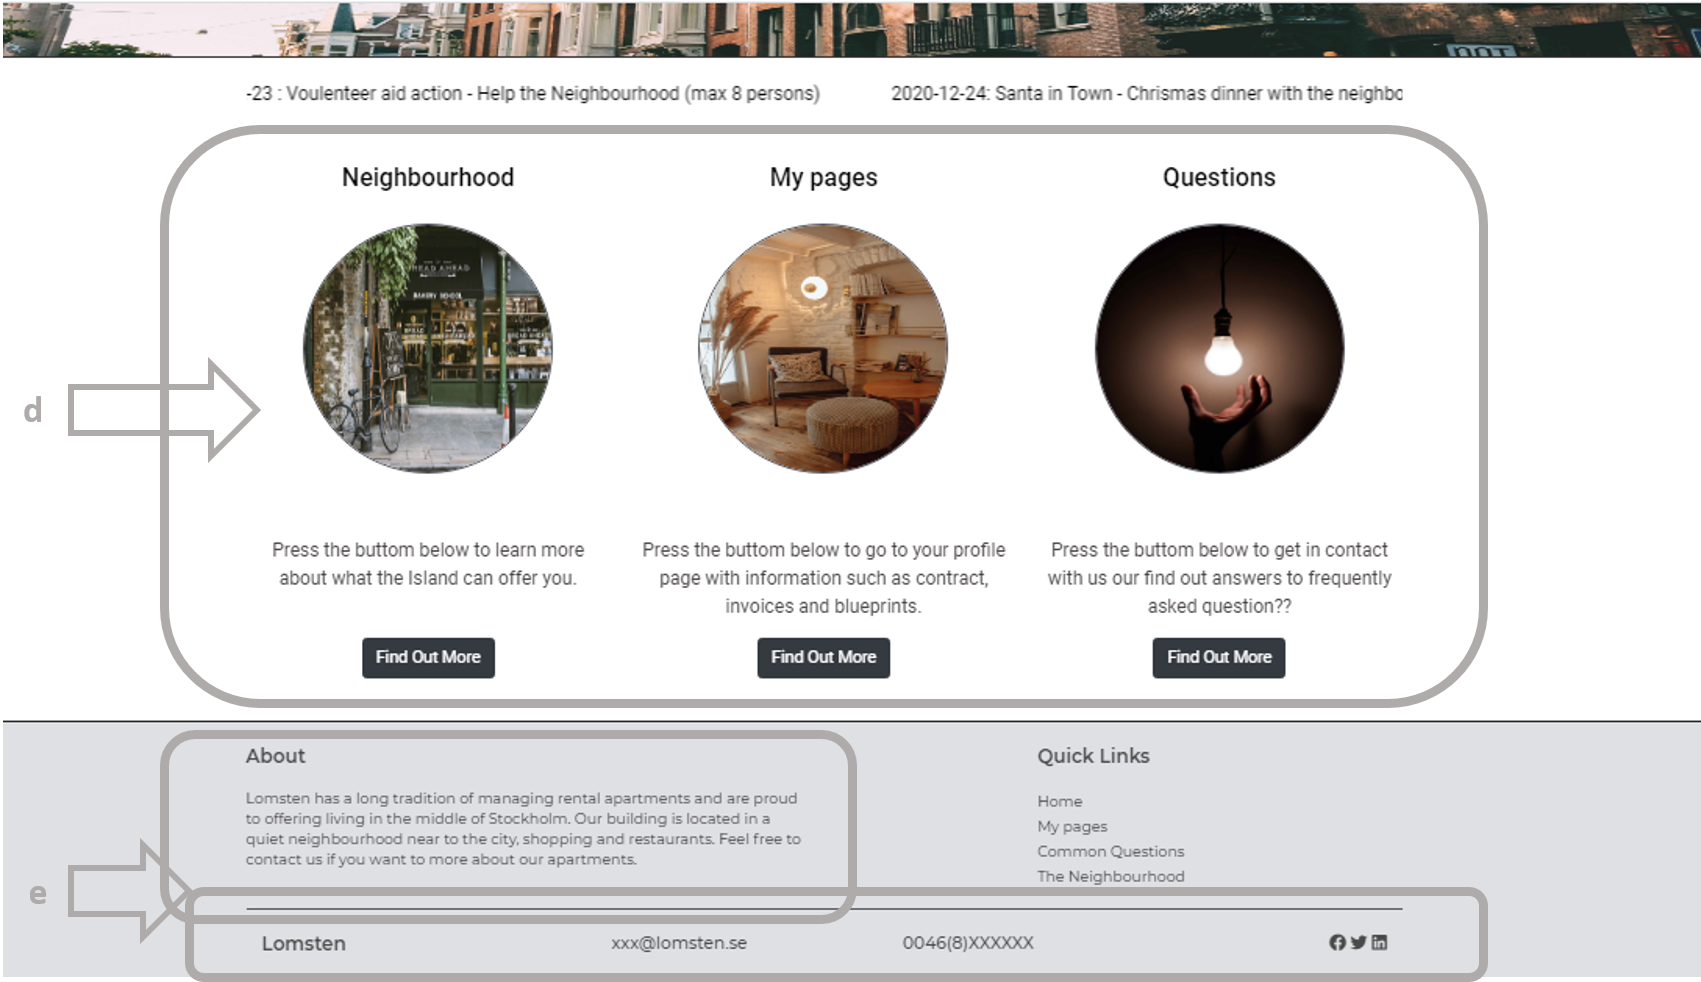 NOT
-23 : Voulenteer aid action - Help the Neighbourhood (max 8 persons) 2020-12-24: Santa in Town - Chrismas dinner with the neighbo
Neighbourhood My pages Questions
BAKERY SCHOOL
d
Press the buttom below to learn more
about what the Island can offer you.
Press the buttom below to go to your profile
page with information such as contract,
invoices and blueprints.
Press the buttom below to get in contact
with us our find out answers to frequently
asked question??
Find Out More Find Out More Find Out More
About
Lomsten has a long tradition of managing rental apartments and are proud
to offering living in the middle of Stockholm. Our building is located in a
quiet neighbourhood near to the city, shopping and restaurants. Feel free to
contact us if you want to more about our apartments.
Quick Links
Home
My pages
Common Questions
The Neighbourhood
e
Lomsten xxx@lomsten.se 0046(8)XXXXXX